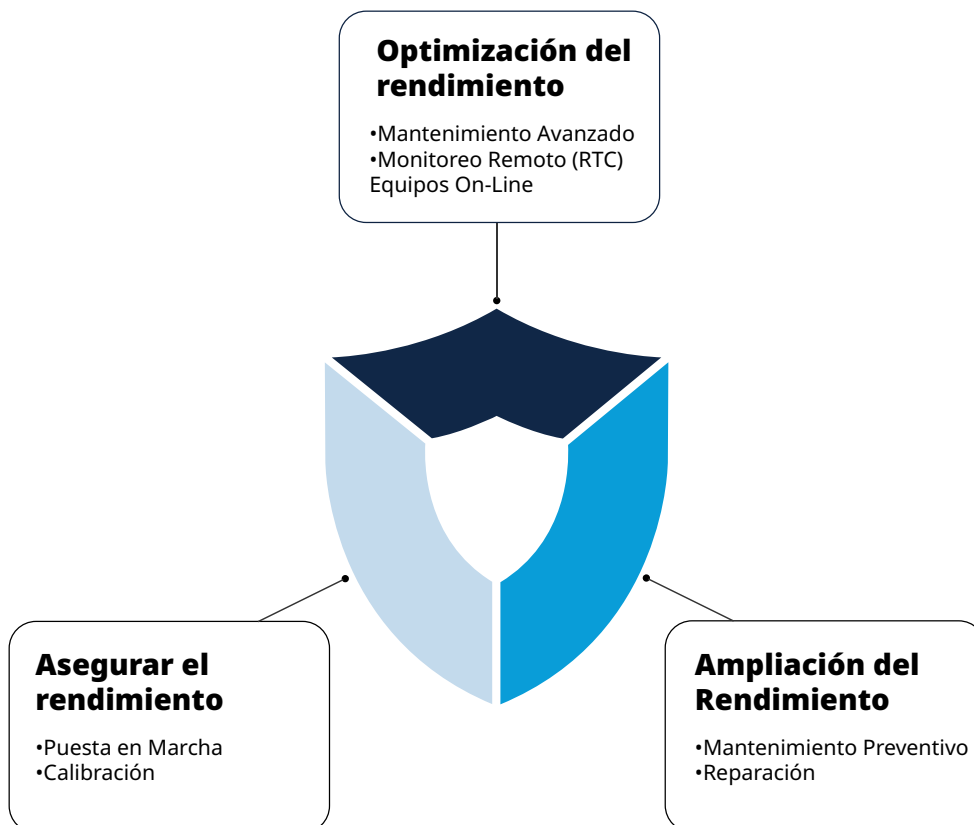 Optimización del
rendimiento
•Mantenimiento Avanzado
•Monitoreo Remoto (RTC)
Equipos On-Line
Asegurar el
rendimiento
•Puesta en Marcha
•Calibración
Ampliación del
Rendimiento
•Mantenimiento Preventivo
•Reparación